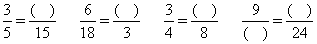 3/5 = ( )/15   6/18 = ( )/3   3/4 = ( )/8   9/( ) = ( )/24